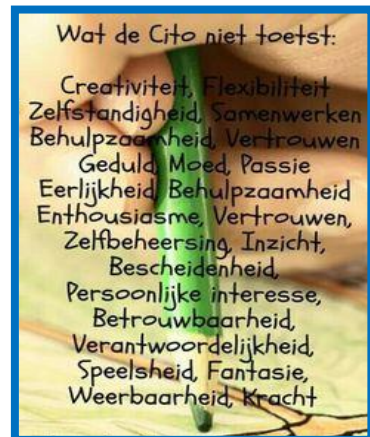 Wat de Cito niet toetst:
Creativiteit, Flexibiliteit
Zelfstandigheid, Samenwerken
Behulpzaamheid, Vertrouwen
Geduld, Moed, Passie
Eerlijkheid, Behulpzaamheid
Enthousiasme, Vertrouwen,
Zelfbeheersing, Inzicht,
Bescheidenheid,
Persoonlijke interesse,
Betrouwbaarheid,
Verantwoordelijkheid,
Speelsheid, Fantasie,
Weerbaarheid, Kracht